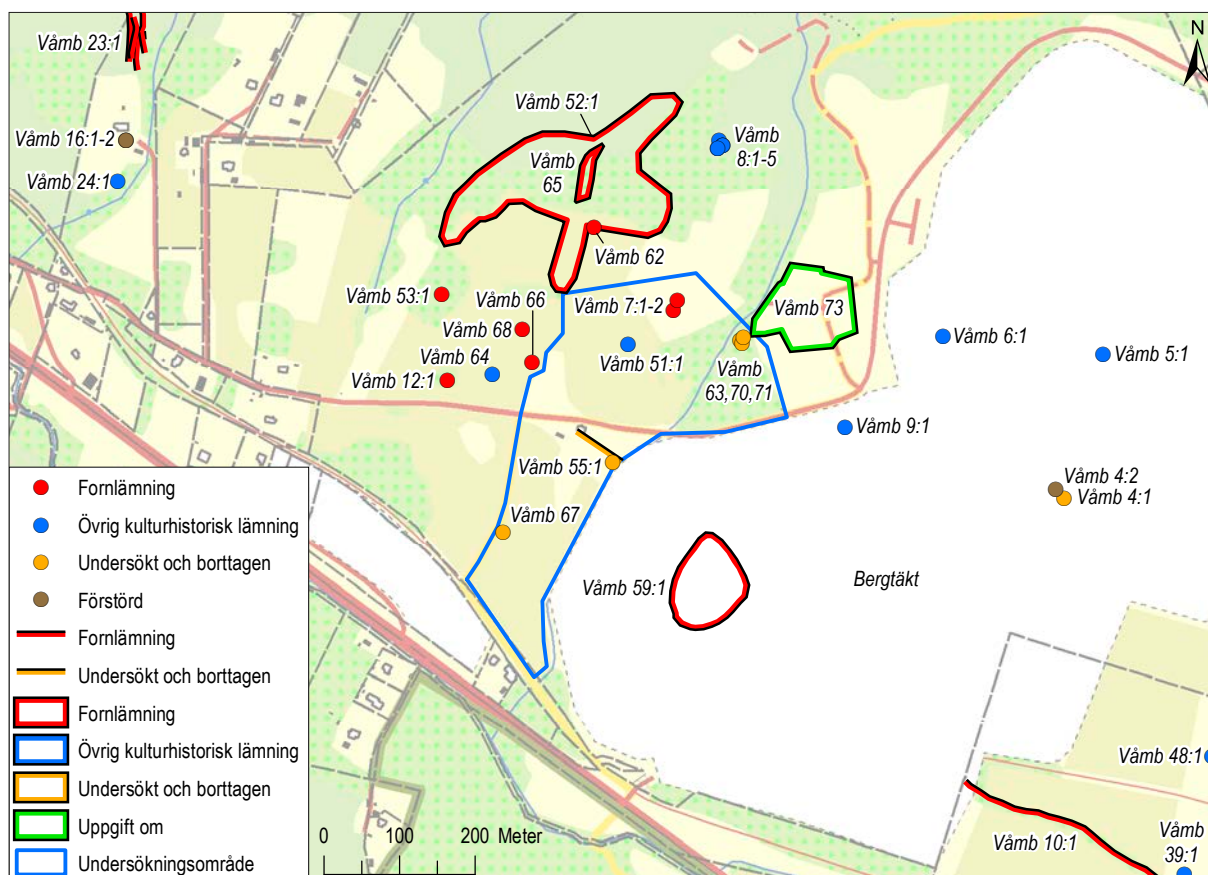 Våmb 23:1
N
Våmb 52:1
Våmb 16:1-2
Våmb
8:1-5
Våmb
65
Våmb 24:1
Våmb 62
Våmb 53:1
Våmb 66
Våmb 7:1-2
Våmb 73
Våmb 68
Våmb 6:1
Våmb 64
Våmb 51:1
Våmb 5:1
Våmb
63,70,71
Våmb 12:1
Våmb 9:1
Våmb 55:1
Våmb 4:2
Våmb 4:1
Våmb 67
Våmb 59:1
Bergtäkt
Våmb 48:1
Våmb 10:1
Våmb
39:1
Fornlämning
Övrig kulturhistorisk lämning
Undersökt och borttagen
Förstörd
Fornlämning
Undersökt och borttagen
Fornlämning
Övrig kulturhistorisk lämning
Undersökt och borttagen
Uppgift om
Undersökningsområde
0 100 200 Meter